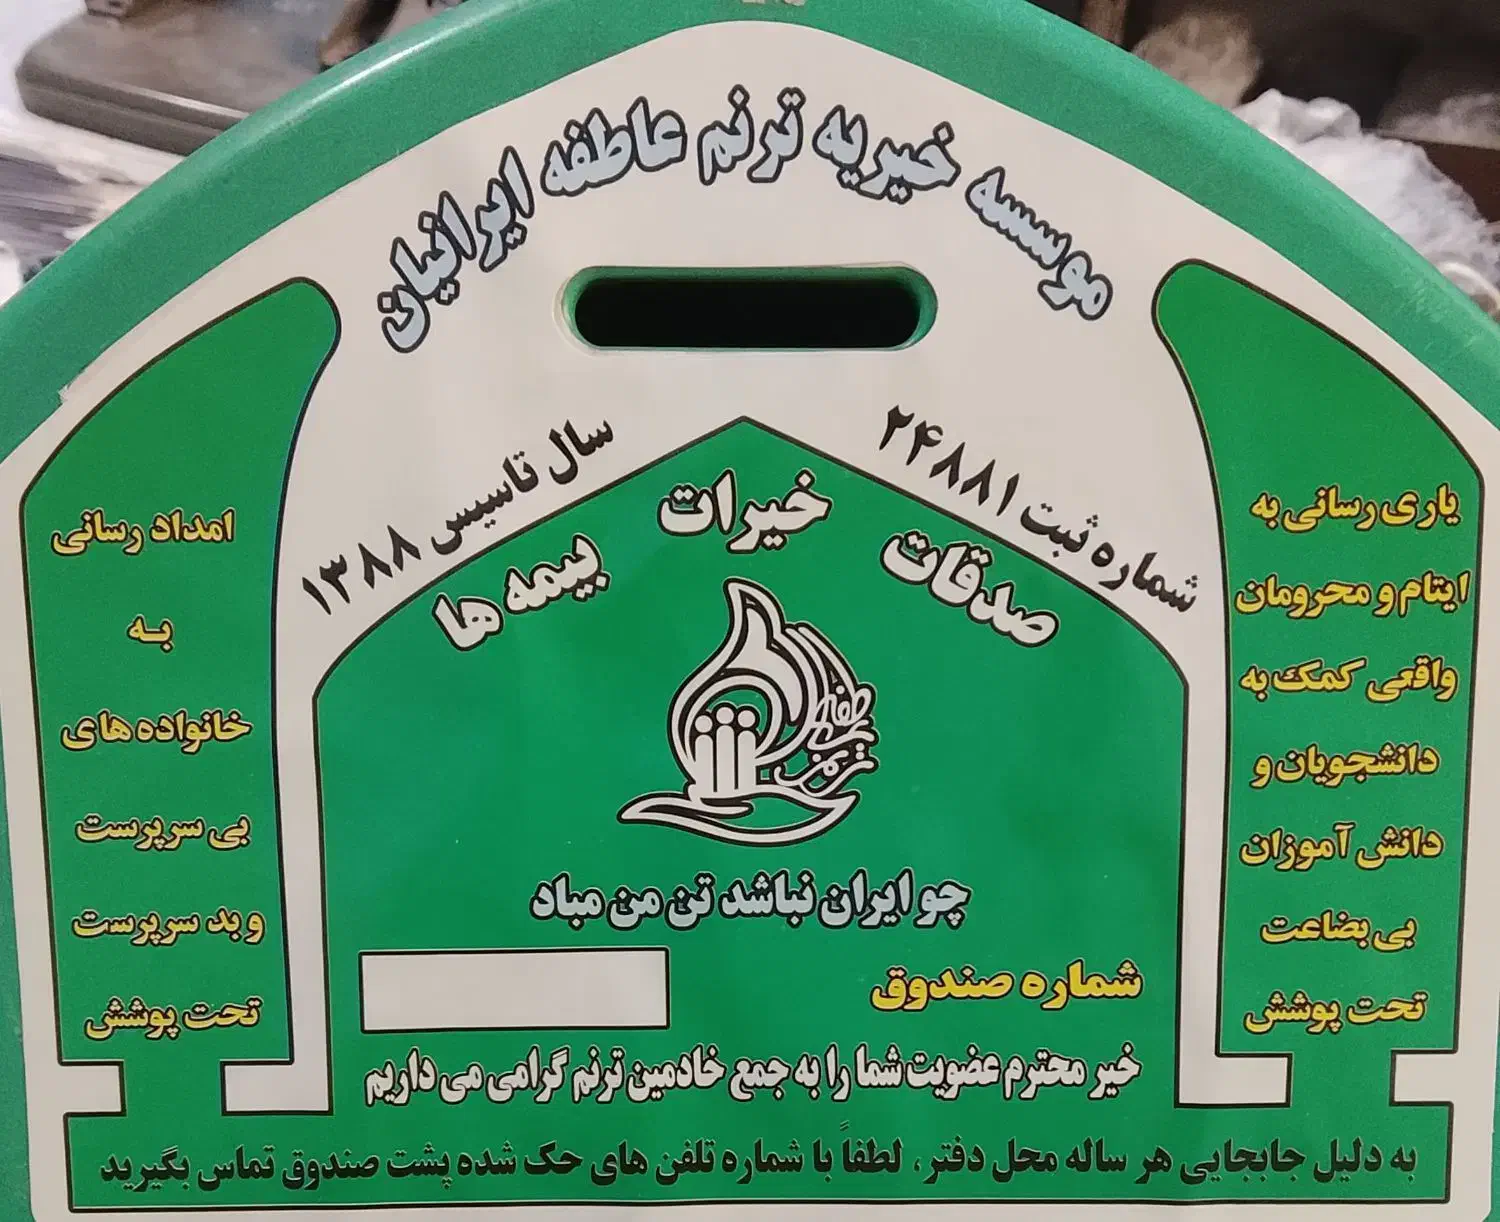 موسسه خیریه ترنم عاطفه ایرانیان
شماره ثبت ۲۴۸۸۱
سال تاسیس ۱۳۸۸
صدقات خیرات بیمه ها
یاری رسانی به
ایتام و محرومان
واقعی کمک به
دانشجویان و
دانش آموزان
بی بضاعت
تحت پوشش
امداد رسانی
به
خانواده های
بی سرپرست
و بد سرپرست
تحت پوشش
ترنم عاطفه ایرانیان
چو ایران نباشد تن من مباد
شماره صندوق
خیر محترم عضویت شما را به جمع خادمین ترنم گرامی می داریم
به دلیل جابجایی هر ساله محل دفتر، لطفاً با شماره تلفن های حک شده پشت صندوق تماس بگیرید